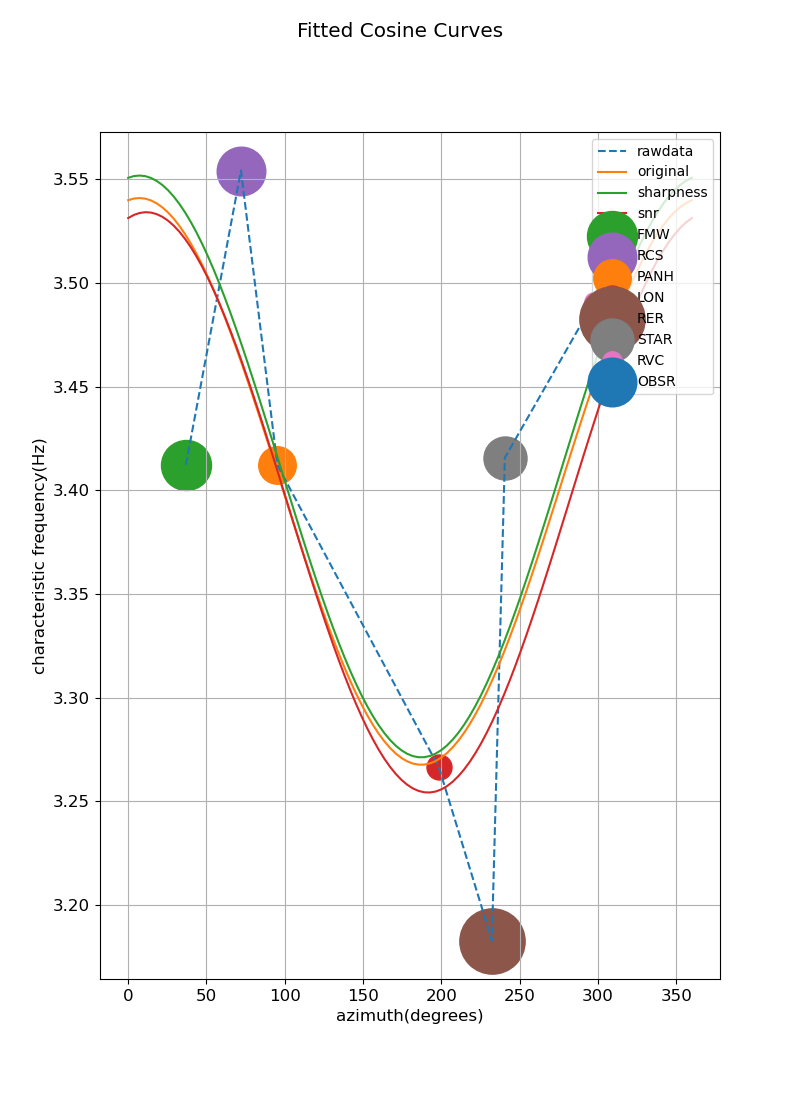 Fitted Cosine Curves
3.55
3.50
3.45
3.40
3.35
3.30
3.25
3.20
characteristic frequency(Hz)
0 50 100 150 200 250 300 350
azimuth(degrees)
rawdata
original
sharpness
snr
FMW
RCS
PANH
LON
RER
STAR
RVC
OBSR